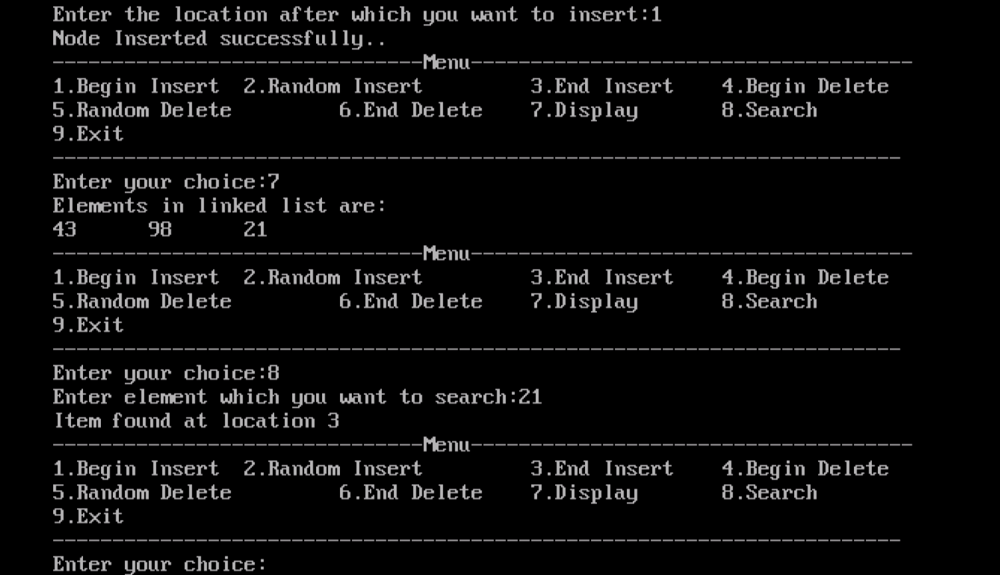 Enter the location after which you want to insert:1
Node Inserted successfully..
-------------------------------Menu-------------------------------------
1.Begin Insert  2.Random Insert         3.End Insert    4.Begin Delete
5.Random Delete         6.End Delete    7.Display       8.Search
9.Exit
-----------------------------------------------------------------------
Enter your choice:7
Elements in linked list are:
43      98      21
-------------------------------Menu-------------------------------------
1.Begin Insert  2.Random Insert         3.End Insert    4.Begin Delete
5.Random Delete         6.End Delete    7.Display       8.Search
9.Exit
-----------------------------------------------------------------------
Enter your choice:8
Enter element which you want to search:21
Item found at location 3
-------------------------------Menu-------------------------------------
1.Begin Insert  2.Random Insert         3.End Insert    4.Begin Delete
5.Random Delete         6.End Delete    7.Display       8.Search
9.Exit
-----------------------------------------------------------------------
Enter your choice: